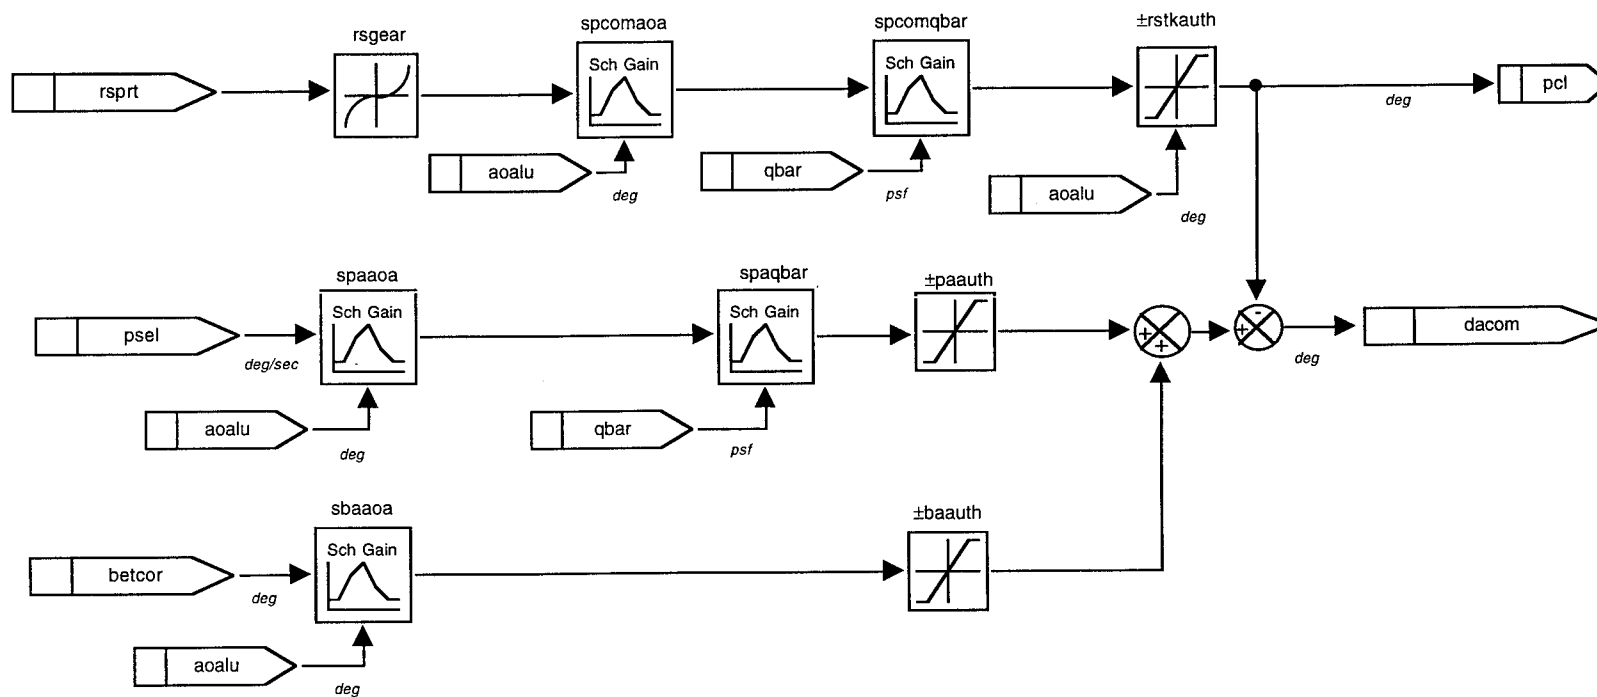 rsgear
spcomaoa
spcomqbar
±rstkauth
rsprt
Sch Gain
Sch Gain
deg
pcl
aoalu
deg
qbar
psf
aoalu
deg
spaaoa
spaqbar
±paauth
psel
deg/sec
Sch Gain
Sch Gain
+
+
+
-
deg
dacom
aoalu
deg
qbar
psf
sbaaoa
±baauth
betcor
deg
Sch Gain
aoalu
deg